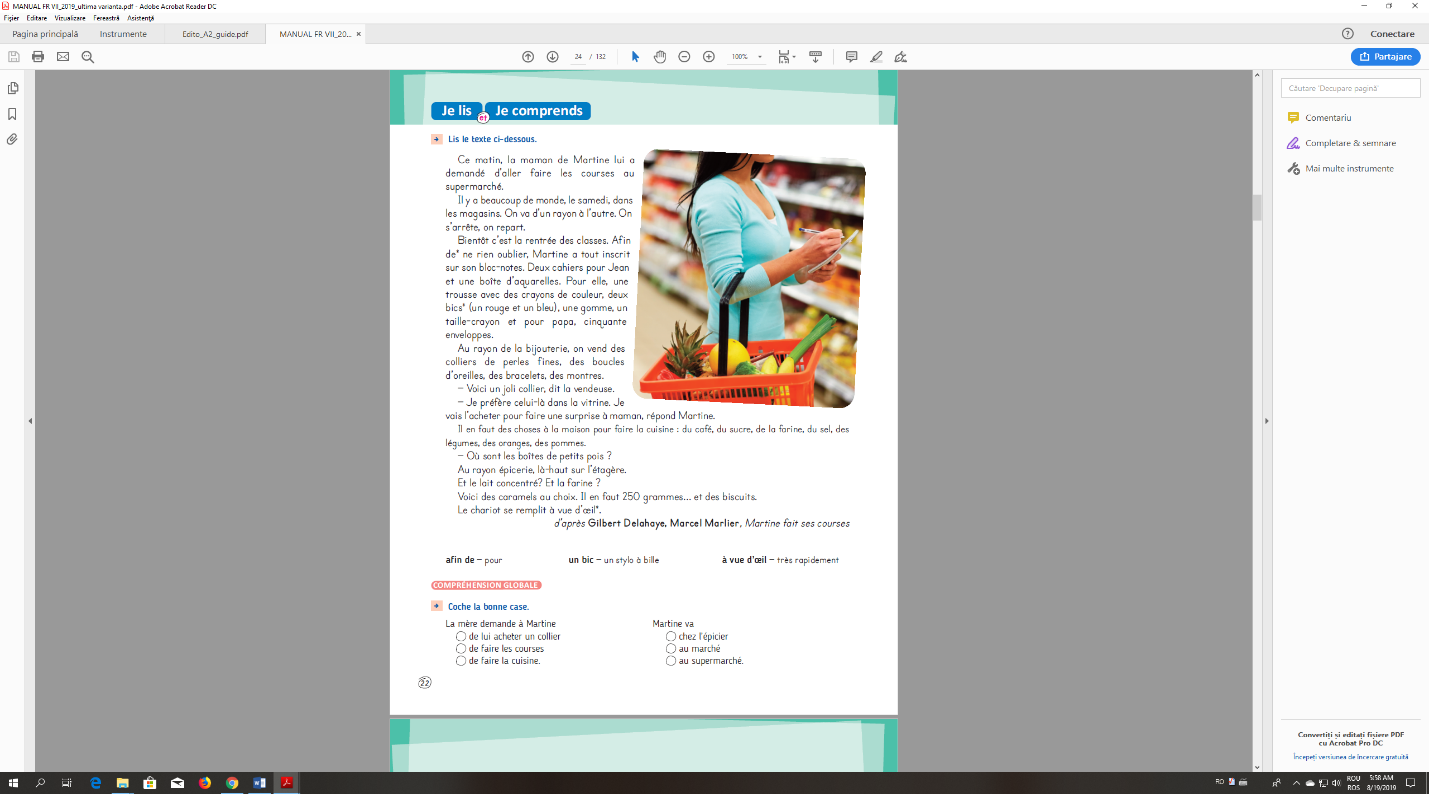 MANUAL FR VII_2019_ultima varianta.pdf - Adobe Acrobat Reader DC
Fișier Editare Vizualizare Fereastră Asistență
Pagina principală Instrumente Edito_A2_guide.pdf MANUAL FR VII_20... × Conectare
24 / 132 100% Partajare
Căutare 'Decupare pagină'
Comentariu
Completare & semnare
Mai multe instrumente
Je lis et Je comprends
Lis le texte ci-dessous.
Ce matin, la maman de Martine lui a
demandé d'aller faire les courses au
supermarché.
Il y a beaucoup de monde, le samedi, dans
les magasins. On va d'un rayon à l'autre. On
s'arrête, on repart.
Bientôt c'est la rentrée des classes. Afin
de* ne rien oublier, Martine a tout inscrit
sur son bloc-notes. Deux cahiers pour Jean
et une boîte d'aquarelles. Pour elle, une
trousse avec des crayons de couleur, deux
bics* (un rouge et un bleu), une gomme, un
taille-crayon et pour papa, cinquante
enveloppes.
Au rayon de la bijouterie, on vend des
colliers de perles fines, des boucles
d'oreilles, des bracelets, des montres.
– Voici un joli collier, dit la vendeuse.
– Je préfère celui-là dans la vitrine. Je
vais l'acheter pour faire une surprise à maman, répond Martine.
Il en faut des choses à la maison pour faire la cuisine : du café, du sucre, de la farine, du sel, des
légumes, des oranges, des pommes.
– Où sont les boîtes de petits pois ?
Au rayon épicerie, là-haut sur l'étagère.
Et le lait concentré? Et la farine ?
Voici des caramels au choix. Il en faut 250 grammes... et des biscuits.
Le chariot se remplit à vue d'œil*.
d'après Gilbert Delahaye, Marcel Marlier, Martine fait ses courses
afin de – pour un bic – un stylo à bille à vue d'œil – très rapidement
COMPRÉHENSION GLOBALE
Coche la bonne case.
La mère demande à Martine
de lui acheter un collier
de faire les courses
de faire la cuisine.
Martine va
chez l'épicier
au marché
au supermarché.
22
Convertiți și editați fișiere PDF
cu Acrobat Pro DC
Începeți versiunea de încercare gratuită
RO ROU 5:58 AM
BOS 8/19/2019